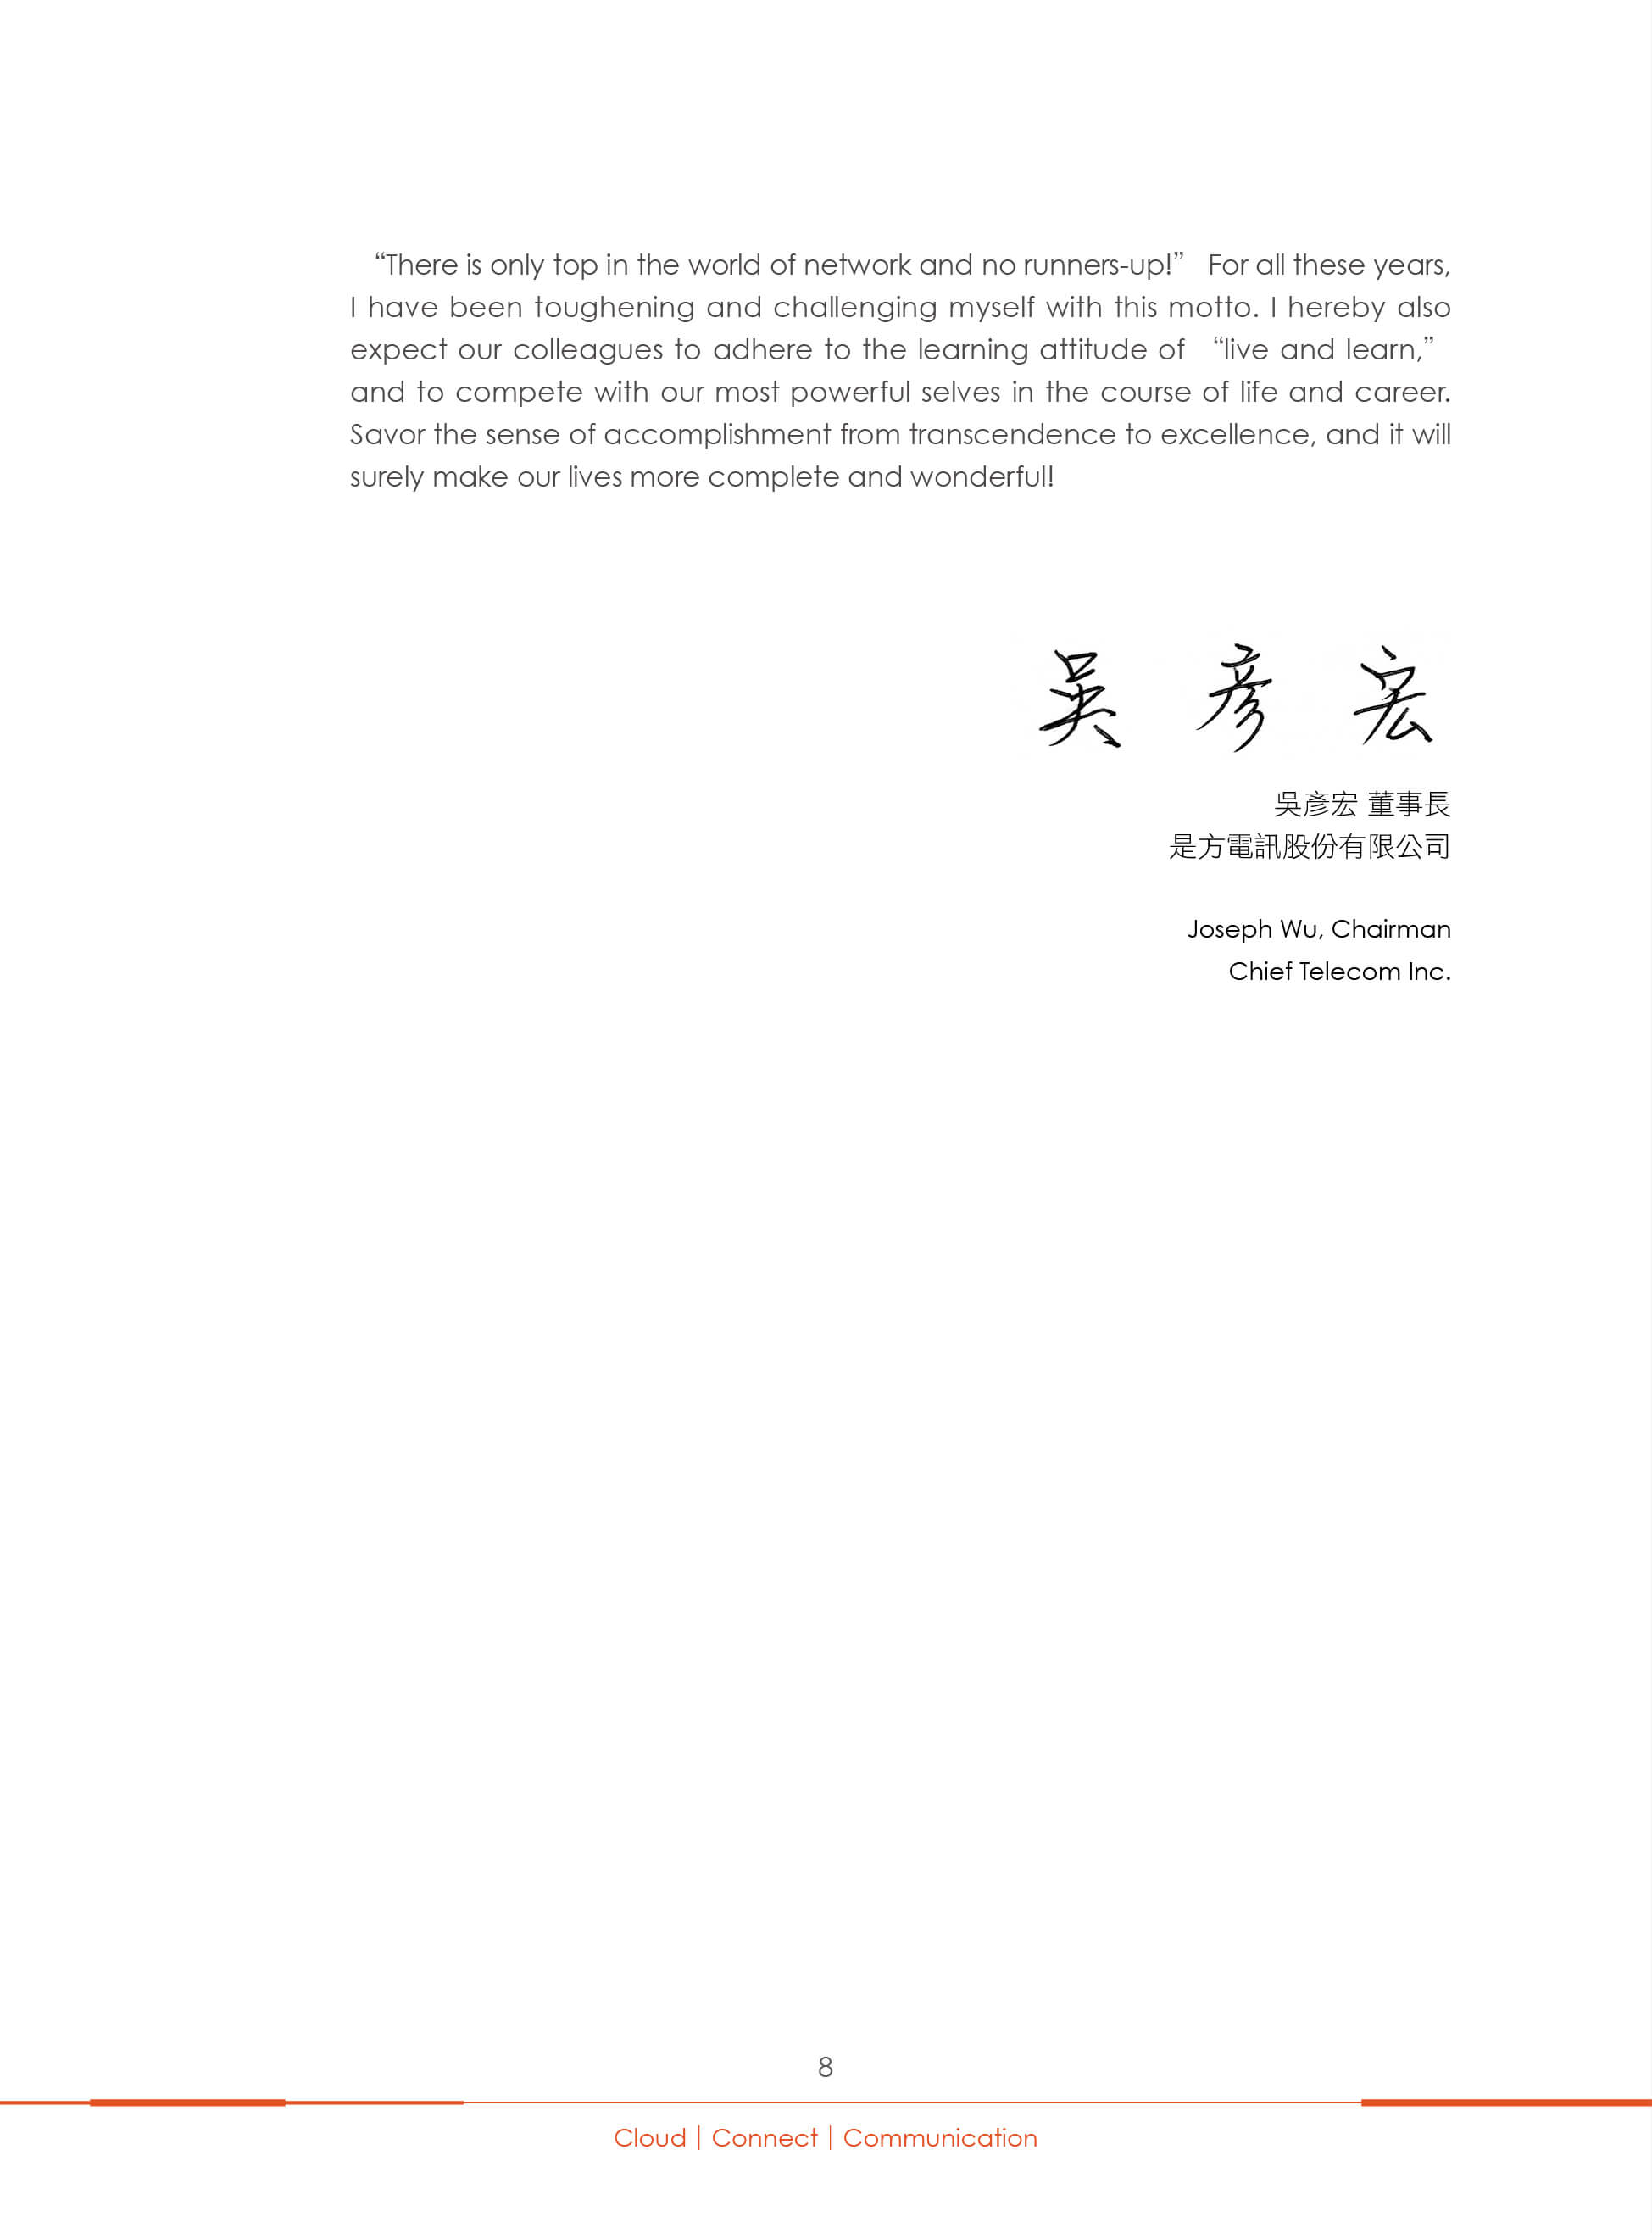 “There is only top in the world of network and no runners-up!” For all these years,
I have been toughening and challenging myself with this motto. I hereby also
expect our colleagues to adhere to the learning attitude of “live and learn,”
and to compete with our most powerful selves in the course of life and career.
Savor the sense of accomplishment from transcendence to excellence, and it will
surely make our lives more complete and wonderful!
吳彥宏
吳彥宏 董事長
是方電訊股份有限公司
Joseph Wu, Chairman
Chief Telecom Inc.
8
Cloud | Connect | Communication